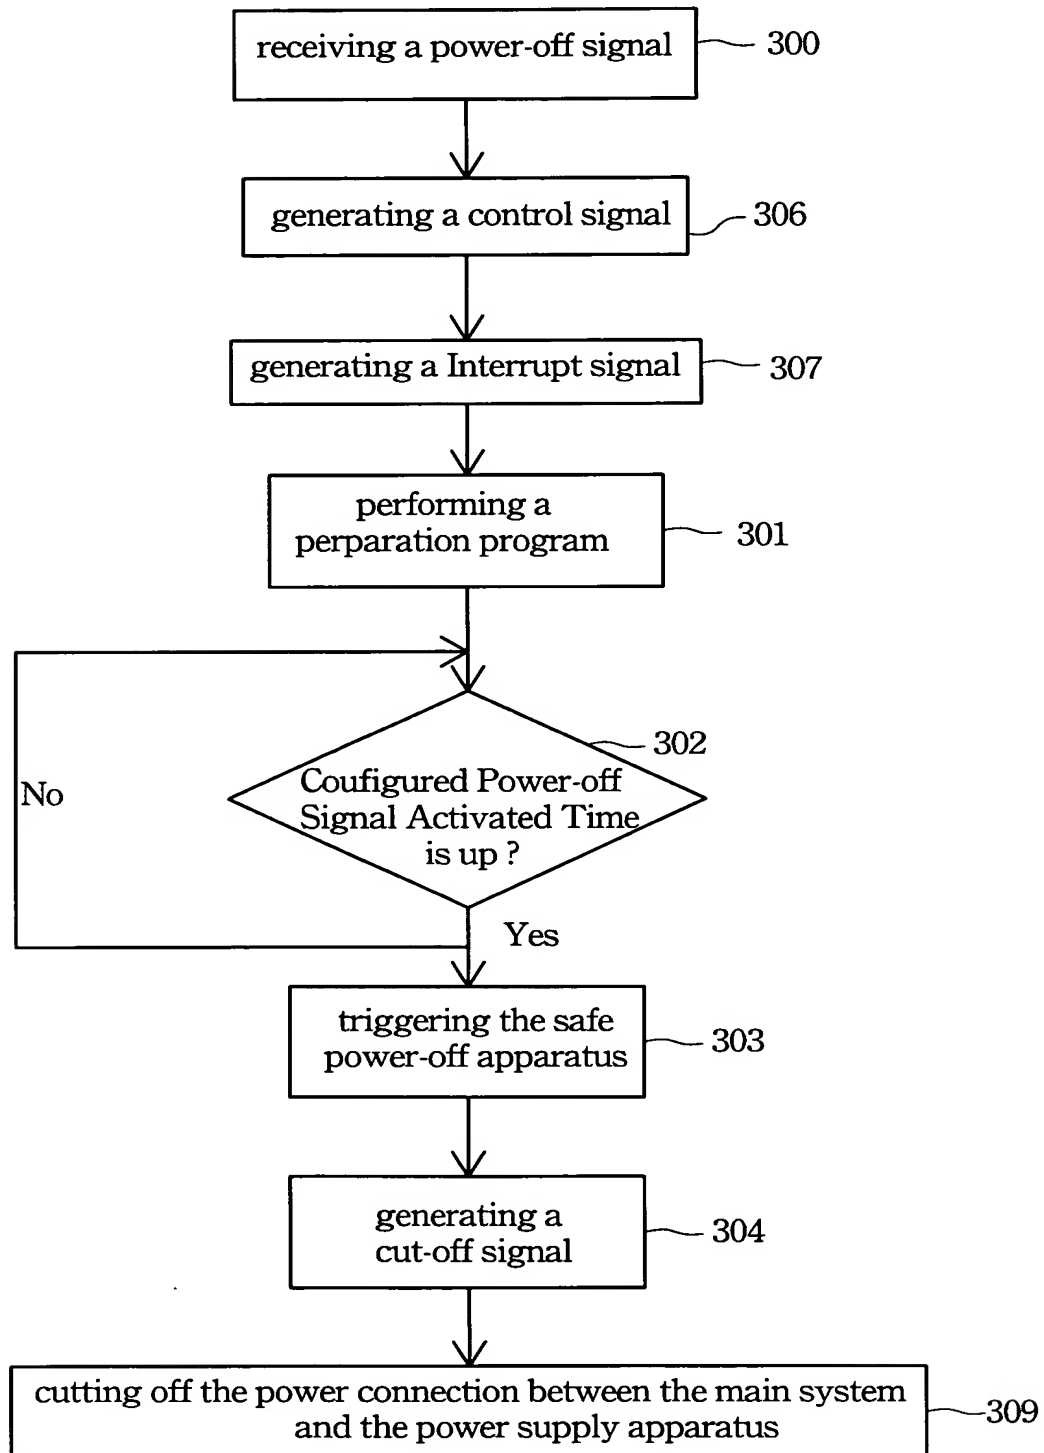 receiving a power-off signal
300
generating a control signal
306
generating a Interrupt signal
307
performing a
perparation program
301
302
Coufigured Power-off
Signal Activated Time
is up ?
No
Yes
triggering the safe
power-off apparatus
303
generating a
cut-off signal
304
cutting off the power connection between the main system
and the power supply apparatus
309